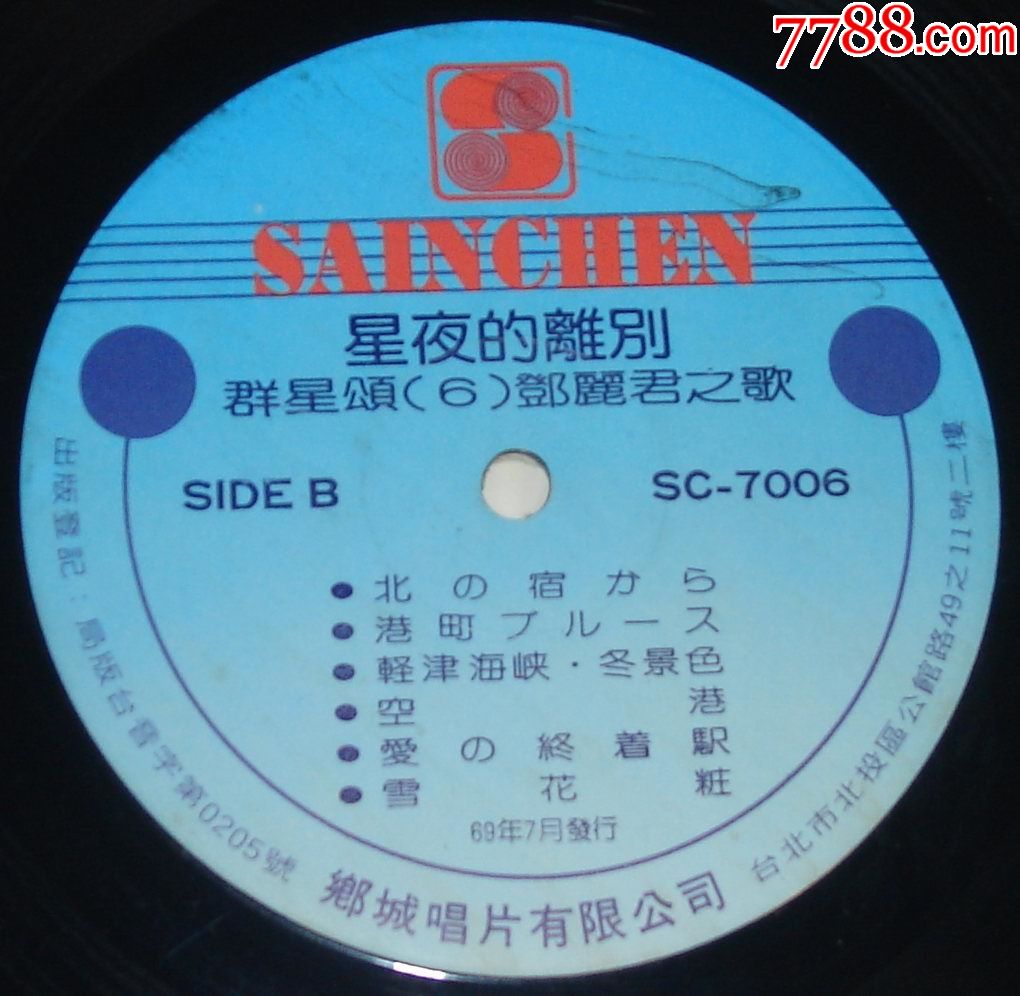 7788.com
SAINCHEN
星夜的離別
群星頌(6)鄧麗君之歌
SIDE B
SC-7006
●北の宿から
●港町ブルース
●軽津海峡・冬景色
●空港
●愛の終着駅
●雪花粧
69年7月發行
出版登記：局版台音字第0205號
鄉城唱片有限公司
台北市北投區公館路49之11號二樓